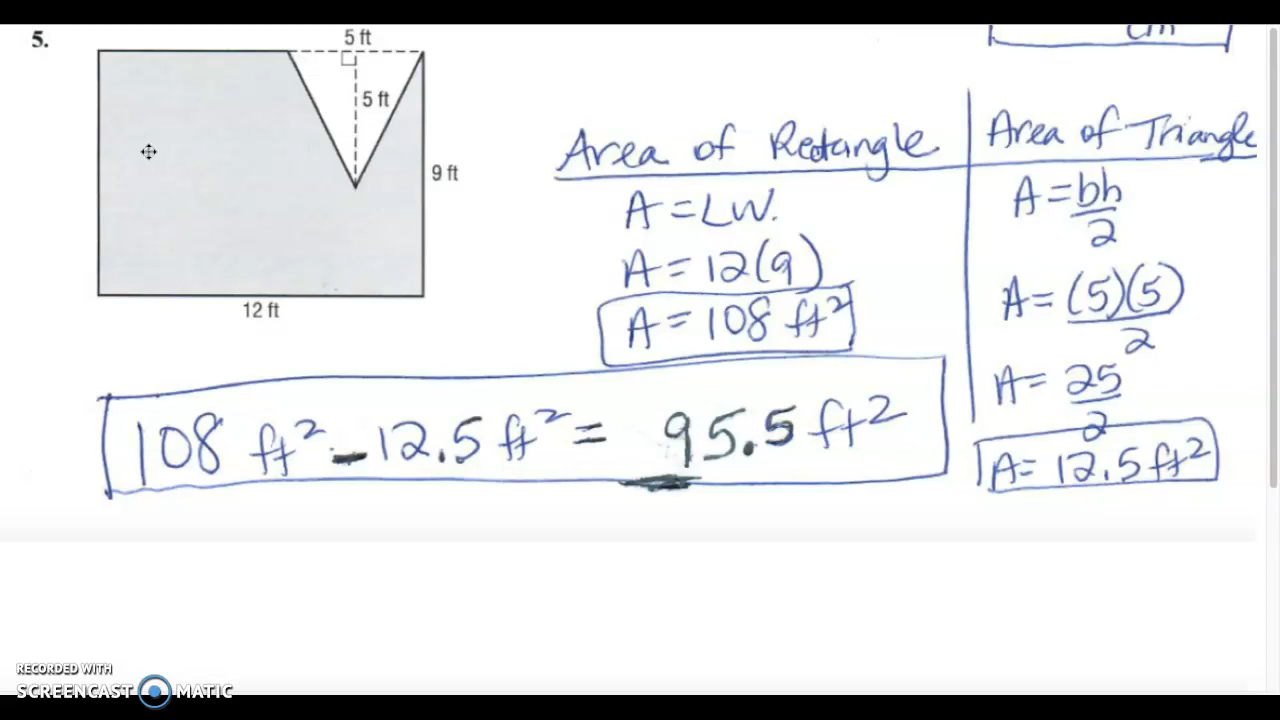 5.
5 ft
5 ft
9 ft
12 ft
cm
Area of Rectangle
A = LW.
A = 12(9)
A = 108 ft²
Area of Triangle
A = bh/2
A = (5)(5)/2
A = 25/2
A = 12.5 ft²
108 ft² - 12.5 ft² = 95.5 ft²
RECORDED WITH
SCREENCAST MATIC